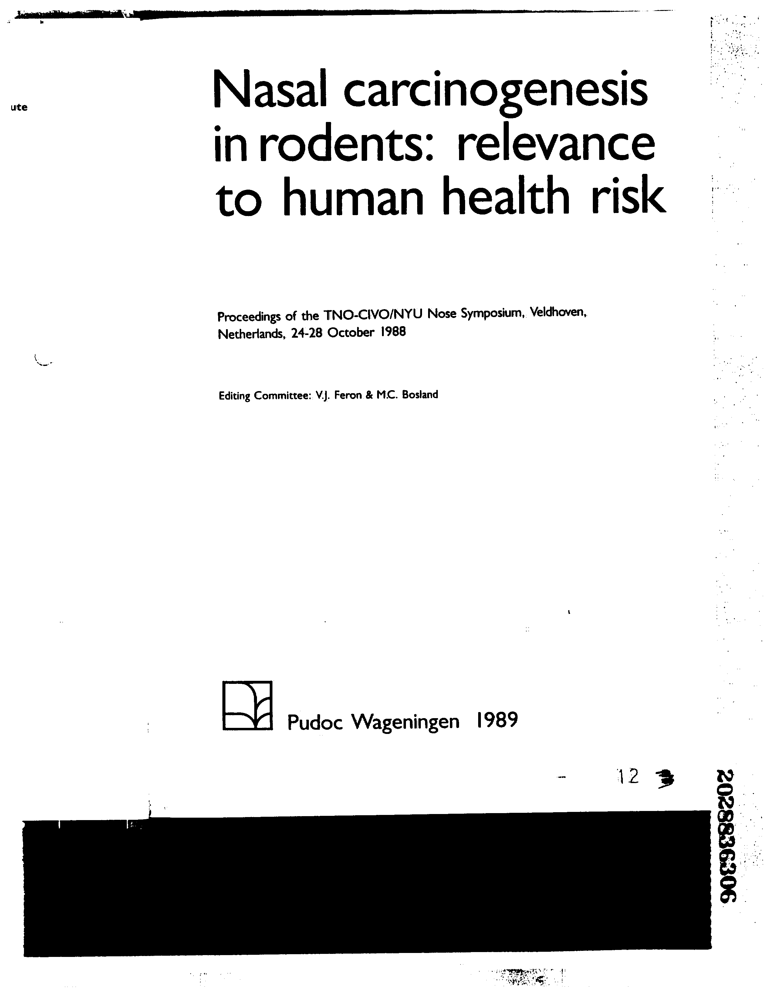 ute
Nasal carcinogenesis
in rodents: relevance
to human health risk
Proceedings of the TNO-CIVO/NYU Nose Symposium, Veldhoven,
Netherlands, 24-28 October 1988
Editing Committee: V.J. Feron & M.C. Bosland
Pudoc Wageningen 1989
- 12
2028836306